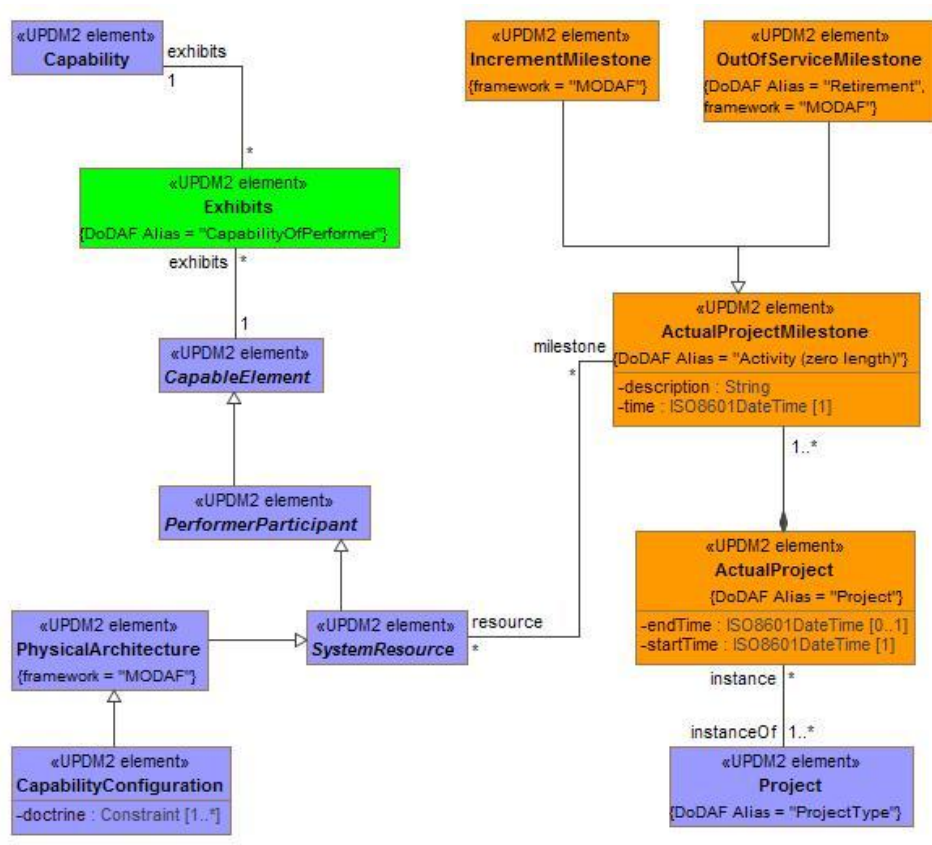 «UPDM2 element»
Capability
exhibits
1
*
«UPDM2 element»
IncrementMilestone
{framework = "MODAF"}
«UPDM2 element»
OutOfServiceMilestone
{DoDAF Alias = "Retirement",
framework = "MODAF"}
«UPDM2 element»
Exhibits
{DoDAF Alias = "CapabilityOfPerformer"}
exhibits
*
1
«UPDM2 element»
CapableElement
«UPDM2 element»
ActualProjectMilestone
{DoDAF Alias = "Activity (zero length)"}
-description : String
-time : ISO8601DateTime [1]
milestone
*
1..*
«UPDM2 element»
PerformerParticipant
«UPDM2 element»
ActualProject
{DoDAF Alias = "Project"}
-endTime : ISO8601DateTime [0..1]
-startTime : ISO8601DateTime [1]
«UPDM2 element»
PhysicalArchitecture
{framework = "MODAF"}
«UPDM2 element»
SystemResource
resource
*
instance
*
instanceOf
1..*
«UPDM2 element»
CapabilityConfiguration
-doctrine : Constraint [1..*]
«UPDM2 element»
Project
{DoDAF Alias = "ProjectType"}